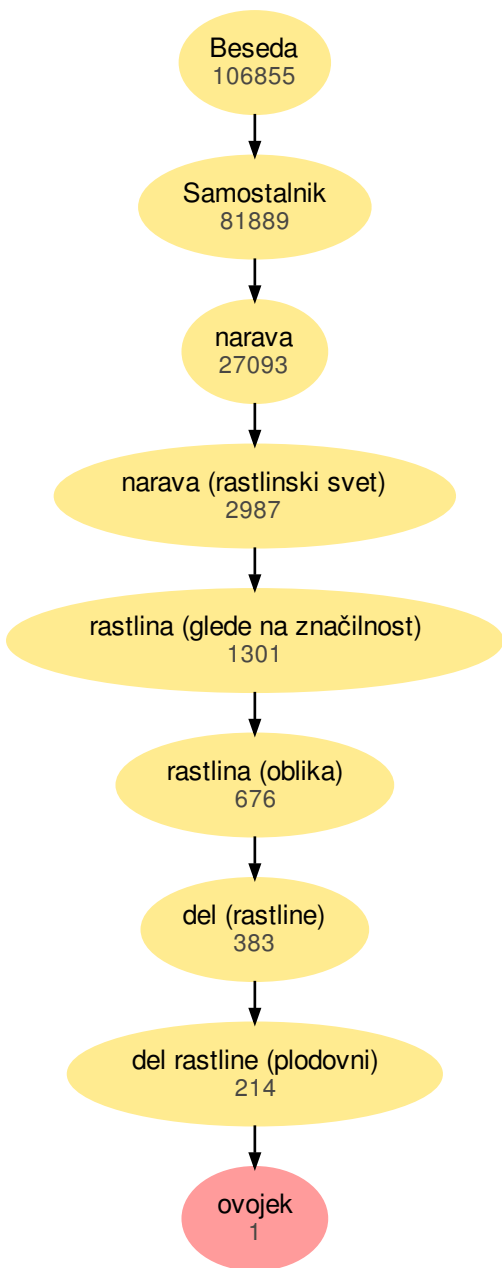 Beseda
106855
Samostalnik
81889
narava
27093
narava (rastlinski svet)
2987
rastlina (glede na značilnost)
1301
rastlina (oblika)
676
del (rastline)
383
del rastline (plodovni)
214
ovojek
1